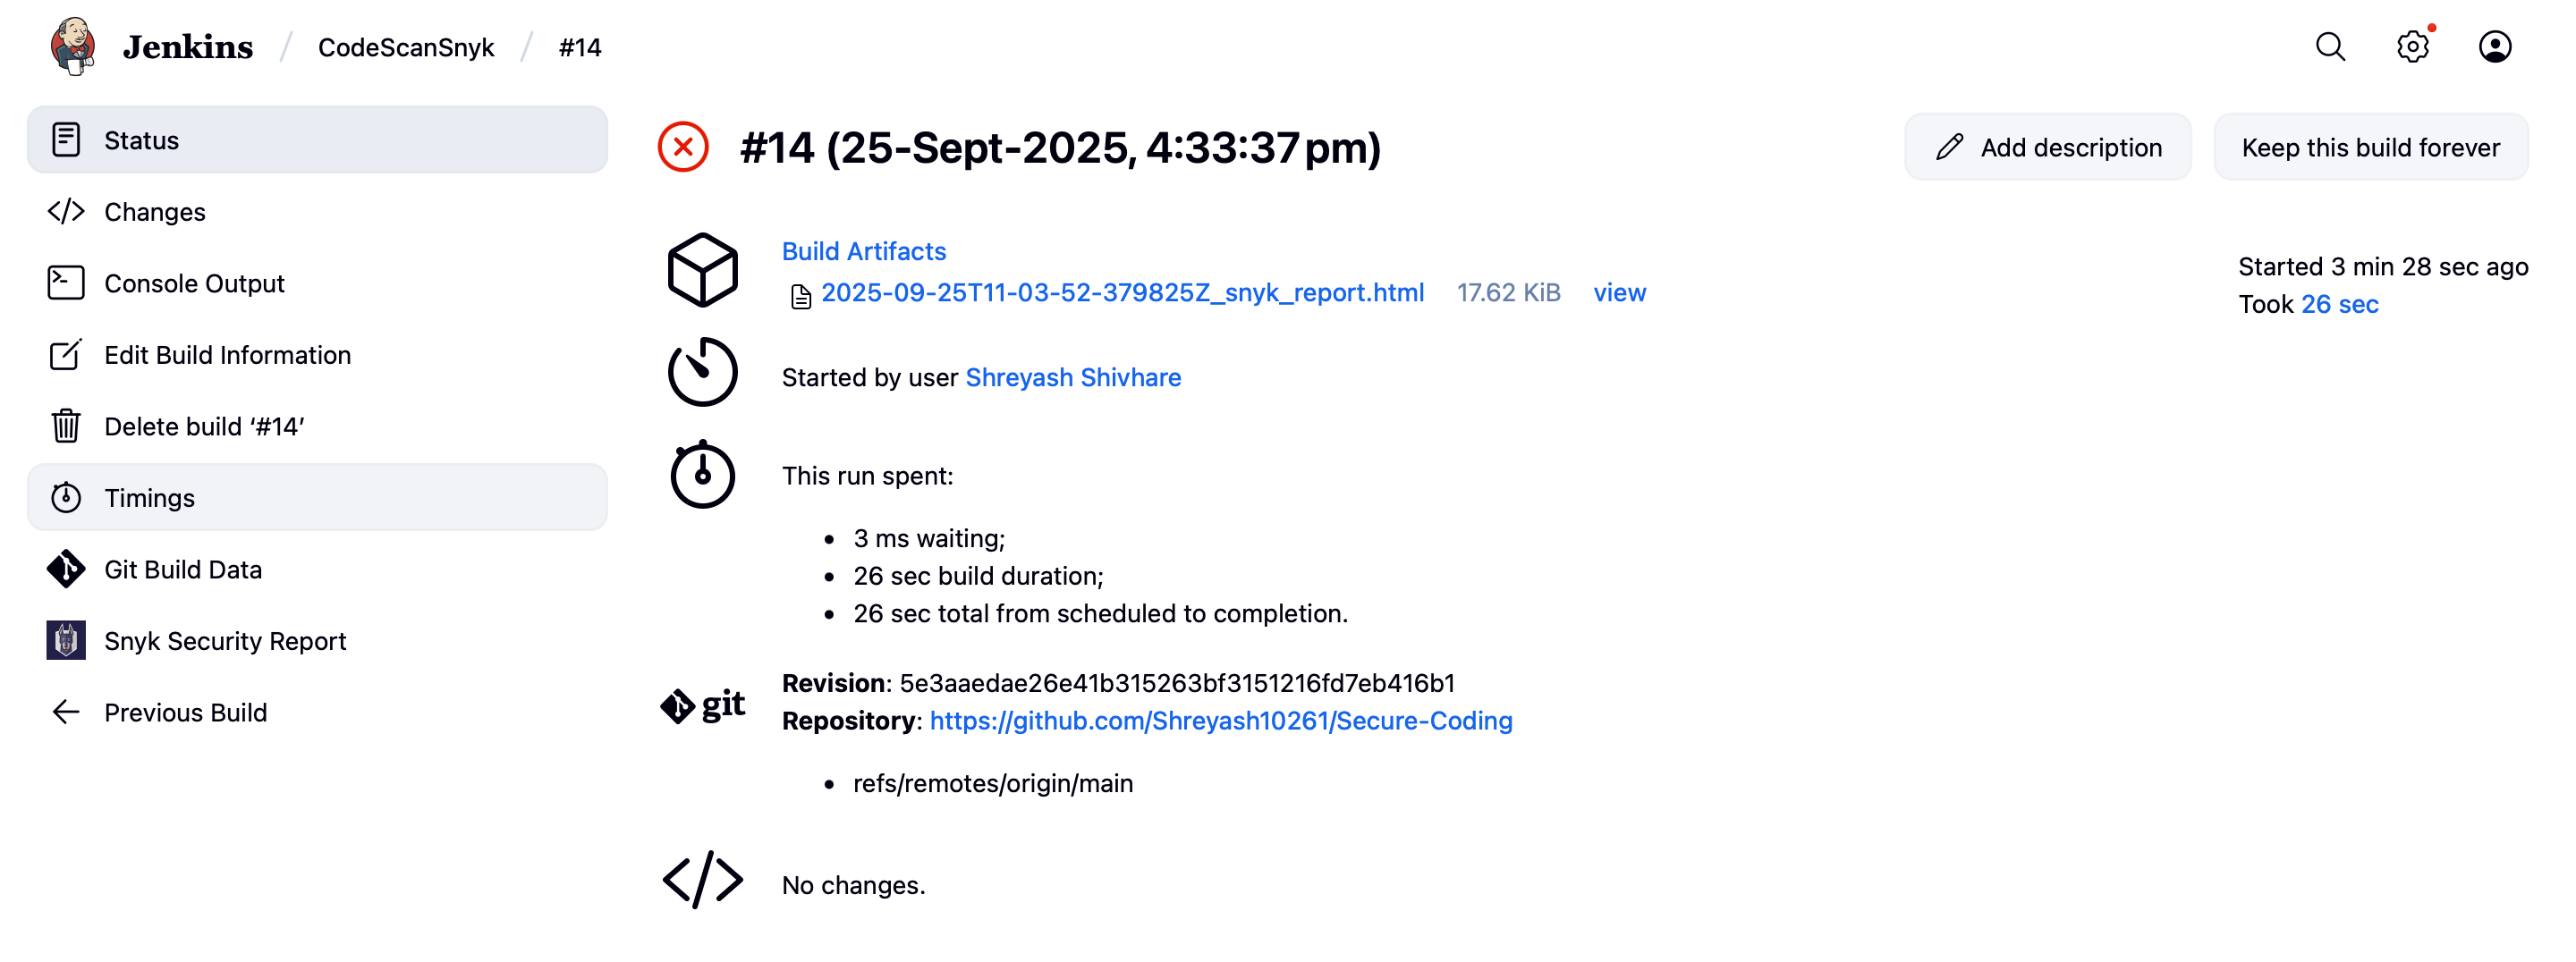 Jenkins / CodeScanSnyk / #14
Status
Changes
Console Output
Edit Build Information
Delete build ‘#14’
Timings
Git Build Data
Snyk Security Report
Previous Build
#14 (25-Sept-2025, 4:33:37 pm)
Add description
Keep this build forever
Build Artifacts
2025-09-25T11-03-52-379825Z_snyk_report.html 17.62 KiB view
Started 3 min 28 sec ago
Took 26 sec
Started by user Shreyash Shivhare
This run spent:
• 3 ms waiting;
• 26 sec build duration;
• 26 sec total from scheduled to completion.
git
Revision: 5e3aaedae26e41b315263bf3151216fd7eb416b1
Repository: https://github.com/Shreyash10261/Secure-Coding
• refs/remotes/origin/main
No changes.